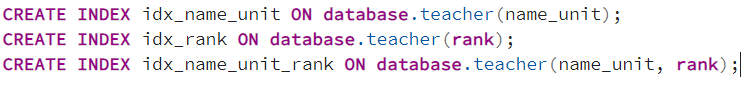 CREATE INDEX idx_name_unit ON database.teacher(name_unit);
CREATE INDEX idx_rank ON database.teacher(rank);
CREATE INDEX idx_name_unit_rank ON database.teacher(name_unit, rank);